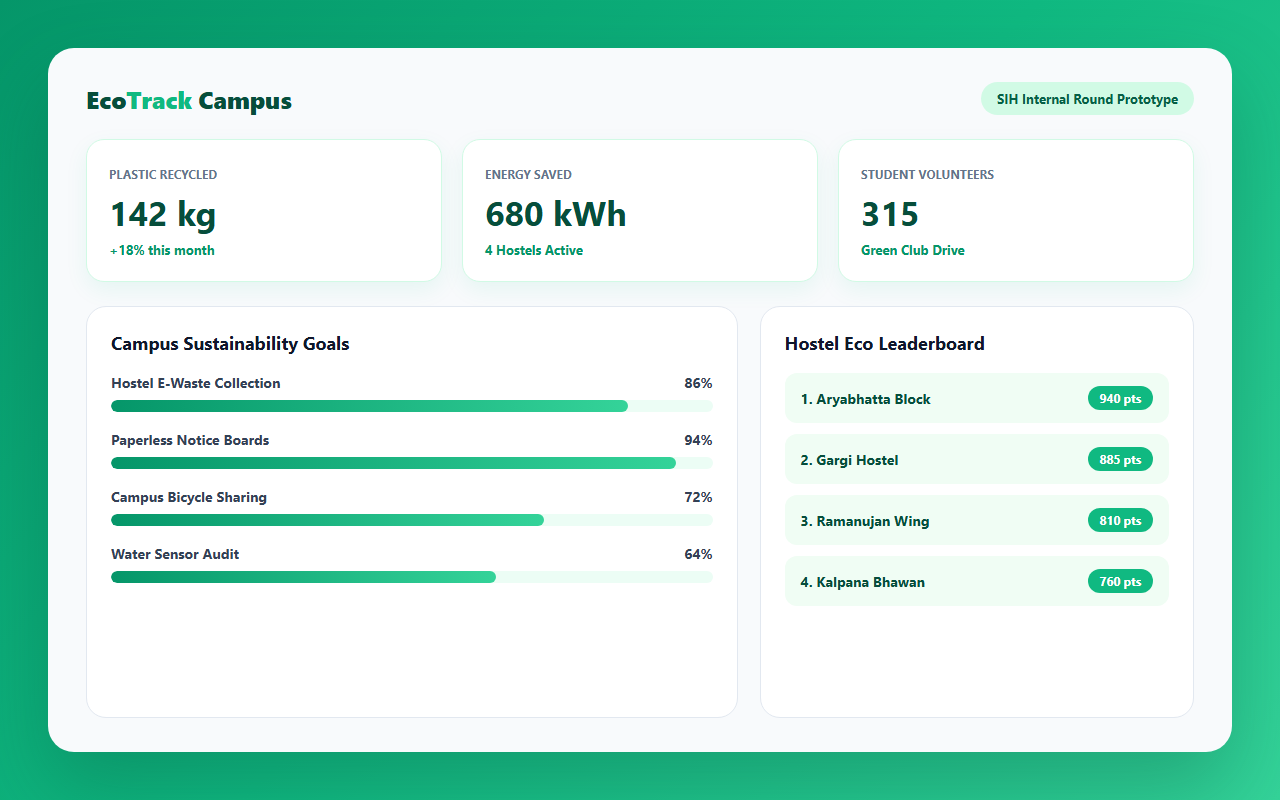 EcoTrack Campus
SIH Internal Round Prototype
PLASTIC RECYCLED
142 kg
+18% this month
ENERGY SAVED
680 kWh
4 Hostels Active
STUDENT VOLUNTEERS
315
Green Club Drive
Campus Sustainability Goals
Hostel E-Waste Collection 86%
Paperless Notice Boards 94%
Campus Bicycle Sharing 72%
Water Sensor Audit 64%
Hostel Eco Leaderboard
1. Aryabhatta Block 940 pts
2. Gargi Hostel 885 pts
3. Ramanujan Wing 810 pts
4. Kalpana Bhawan 760 pts